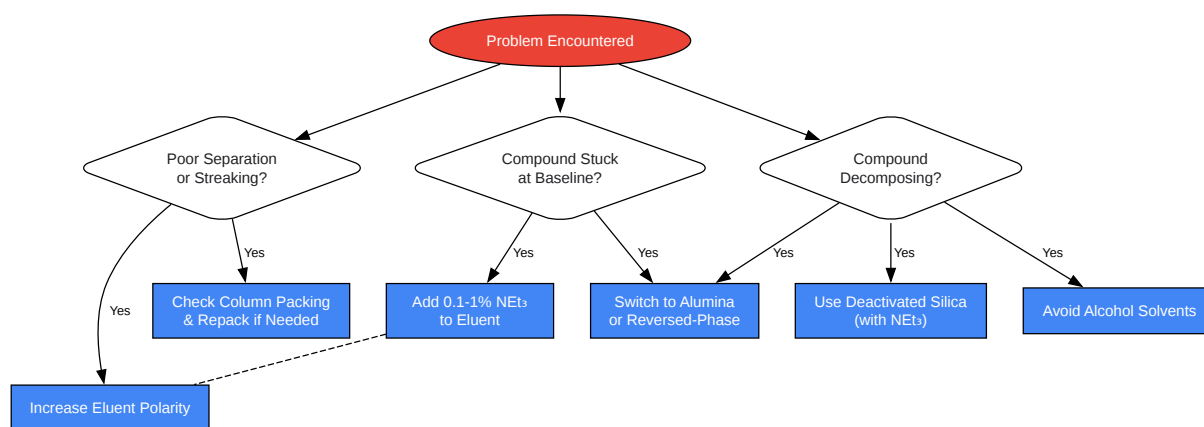 Problem Encountered
Poor Separation
or Streaking?
Compound Stuck
at Baseline?
Compound
Decomposing?
Yes
Yes
Yes
Yes
Yes
Yes
Yes
Check Column Packing
& Repack if Needed
Add 0.1-1% NEt₃
to Eluent
Switch to Alumina
or Reversed-Phase
Use Deactivated Silica
(with NEt₃)
Avoid Alcohol Solvents
Increase Eluent Polarity